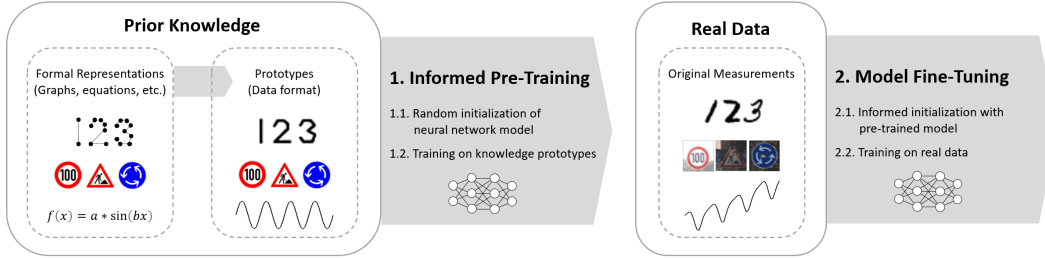 Prior Knowledge
Formal Representations
(Graphs, equations, etc.)
123
100
f(x) = a ∗ sin(bx)
Prototypes
(Data format)
123
100
1. Informed Pre-Training
1.1. Random initialization of
neural network model
1.2. Training on knowledge prototypes
Real Data
Original Measurements
123
100
2. Model Fine-Tuning
2.1. Informed initialization with
pre-trained model
2.2. Training on real data